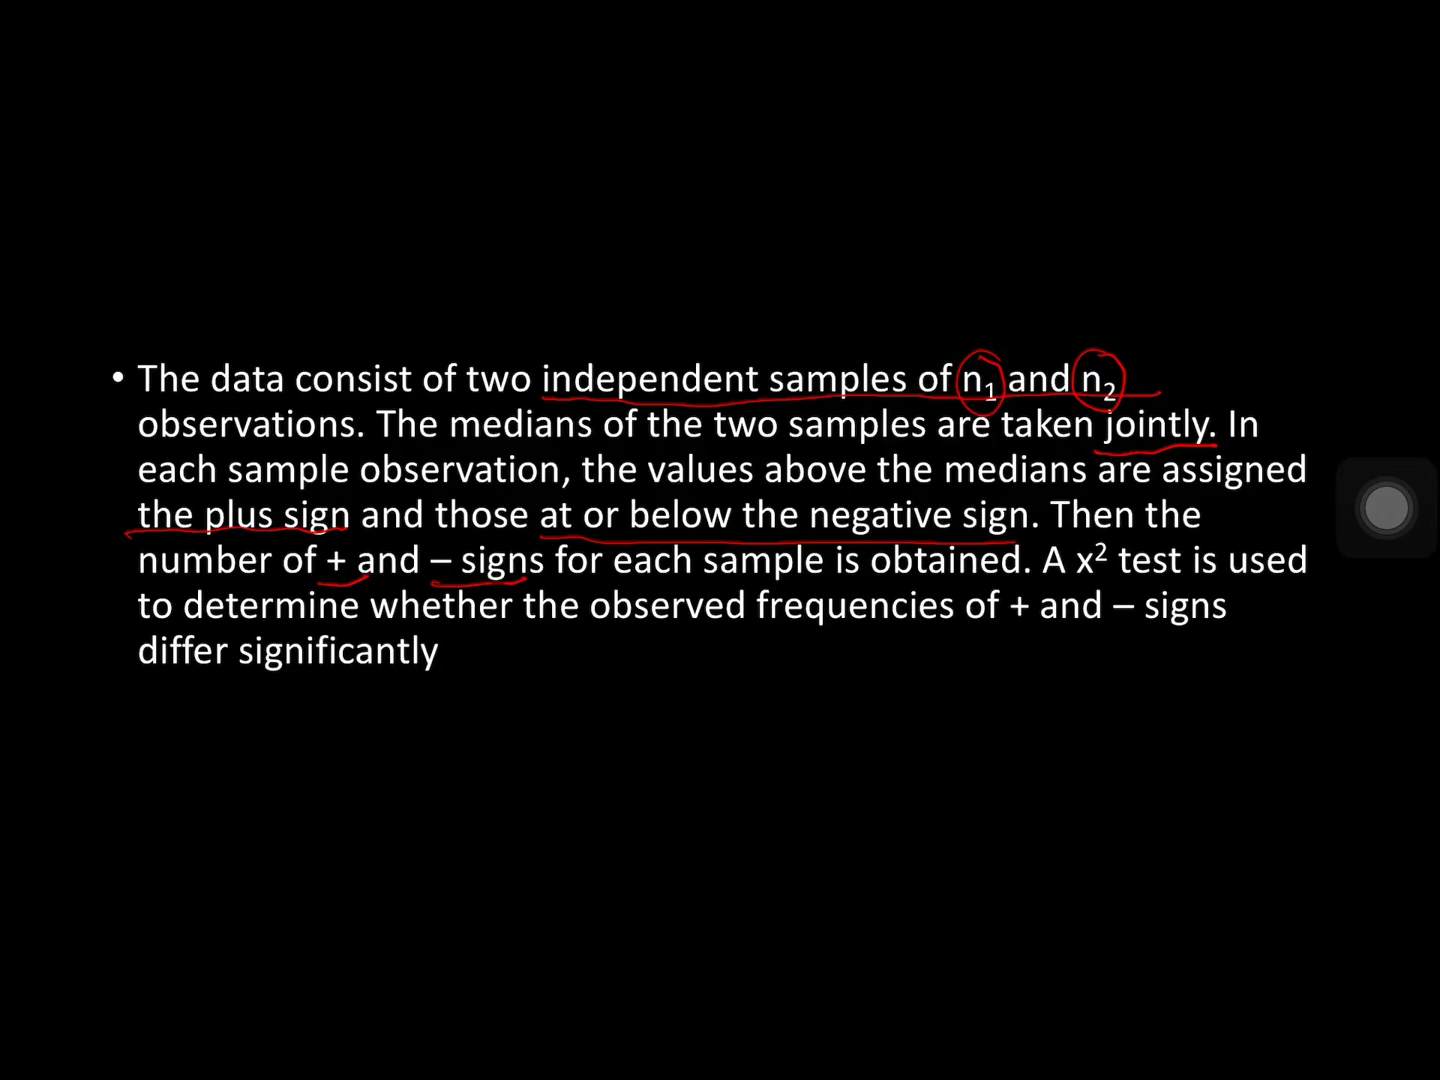 • The data consist of two independent samples of n₁ and n₂
observations. The medians of the two samples are taken jointly. In
each sample observation, the values above the medians are assigned
the plus sign and those at or below the negative sign. Then the
number of + and – signs for each sample is obtained. A x² test is used
to determine whether the observed frequencies of + and – signs
differ significantly